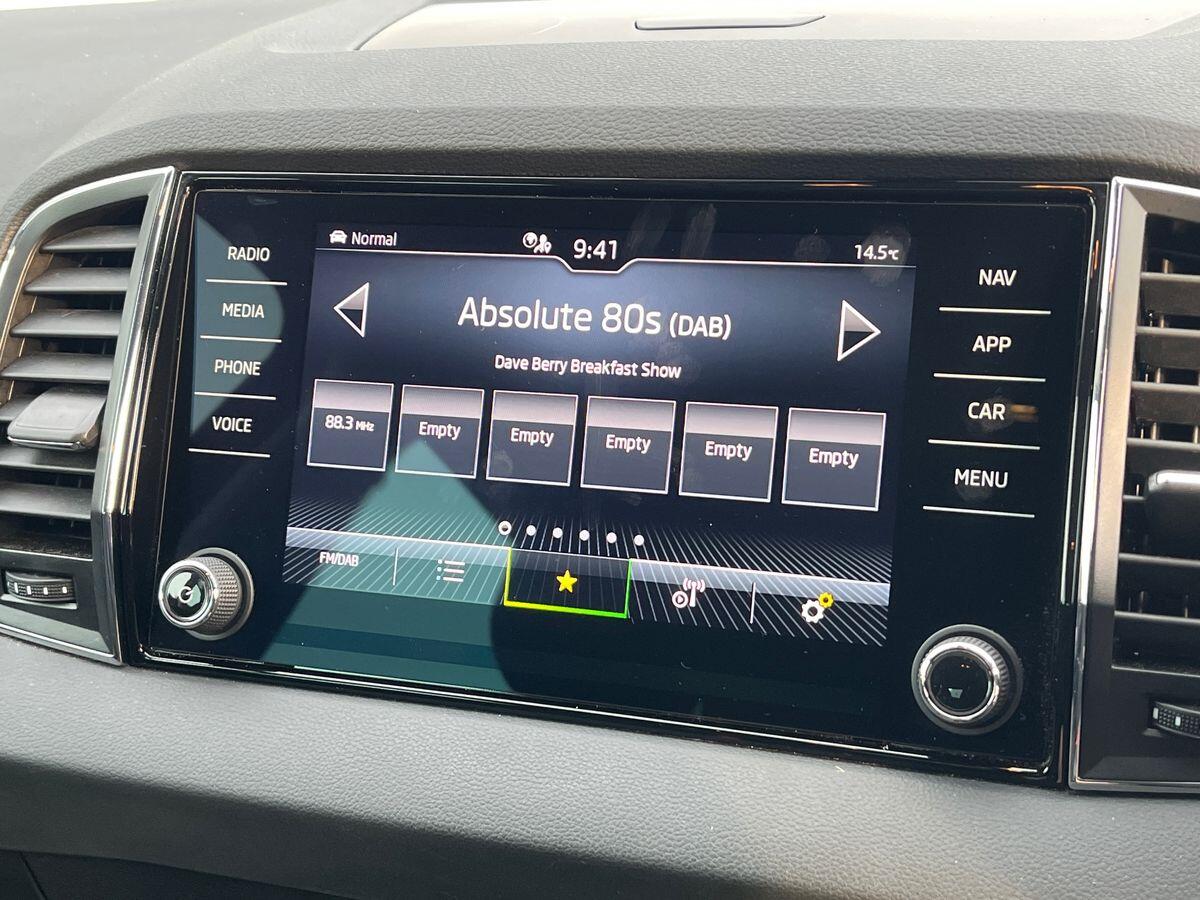 Normal
9:41
14.5°C
Absolute 80s (DAB)
Dave Berry Breakfast Show
88.3 MHz
Empty
Empty
Empty
Empty
Empty
FM/DAB
RADIO
MEDIA
PHONE
VOICE
NAV
APP
CAR
MENU